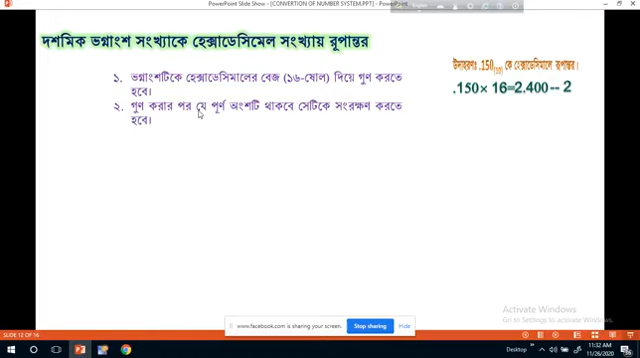 PowerPoint Slide Show - [CONVERTION OF NUMBER SYSTEM.PPT] - PowerPoint
English
দশমিক ভগ্নাংশ সংখ্যাকে হেক্সাডেসিমেল সংখ্যায় রূপান্তর
উদাহরণঃ .150(10) কে হেক্সাডেসিমালে রূপান্তর।
১. ভগ্নাংশটিকে হেক্সাডেসিমালের বেজ (১৬-ষোল) দিয়ে গুণ করতে
হবে।
.150× 16=2.400-- 2
২. গুণ করার পর যে পূর্ণ অংশটি থাকবে সেটিকে সংরক্ষণ করতে
হবে।
Activate Windows
Go to Settings to activate Windows.
www.facebook.com is sharing your screen.
Stop sharing
Hide
SLIDE 12 OF 16
Desktop
11:32 AM
11/26/2020